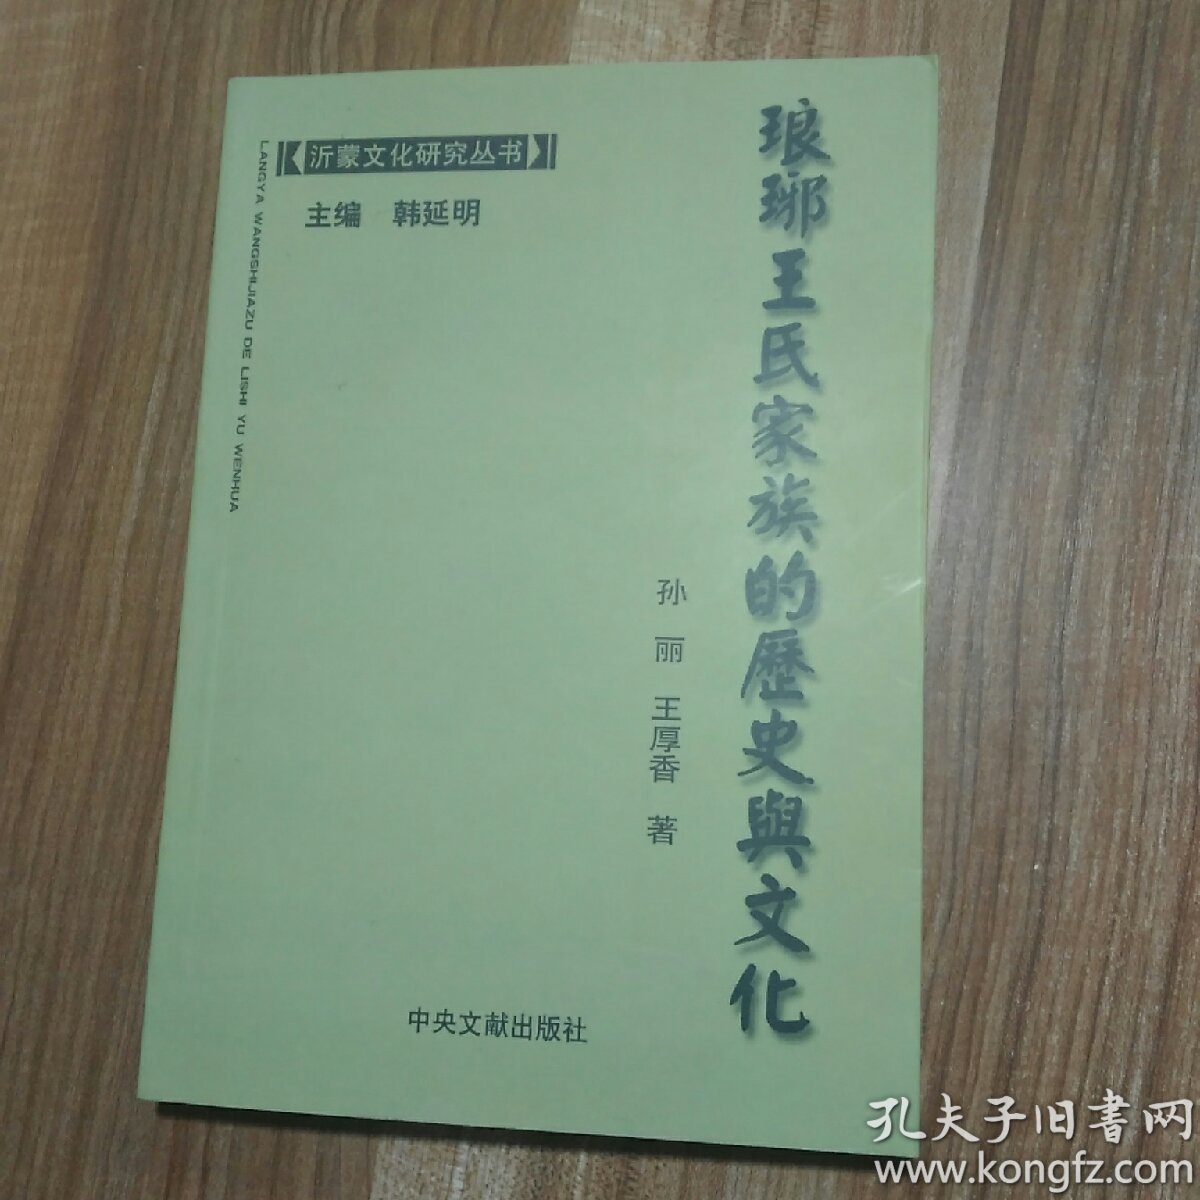 沂蒙文化研究丛书
主编 韩延明
LANGYA WANGSHIJIAZU DE LISHI YU WENHUA
琅琊王氏家族的歷史與文化
孙 丽 王厚香 著
中央文献出版社
孔夫子旧書网
www.kongfz.com